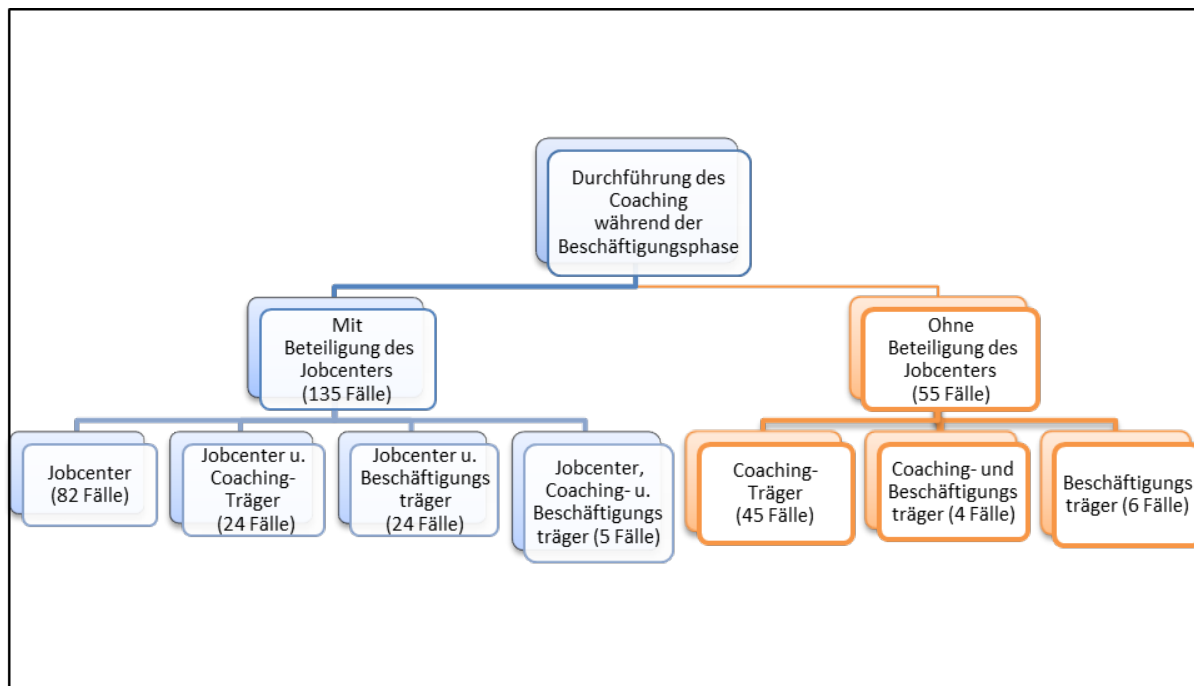 Durchführung des
Coaching
während der
Beschäftigungsphase
Mit
Beteiligung des
Jobcenters
(135 Fälle)
Ohne
Beteiligung des
Jobcenters
(55 Fälle)
Jobcenter
(82 Fälle)
Jobcenter u.
Coaching-
Träger
(24 Fälle)
Jobcenter u.
Beschäftigungs
träger
(24 Fälle)
Jobcenter,
Coaching- u.
Beschäftigungs
träger (5 Fälle)
Coaching-
Träger
(45 Fälle)
Coaching- und
Beschäftigungs
träger (4 Fälle)
Beschäftigungs
träger (6 Fälle)